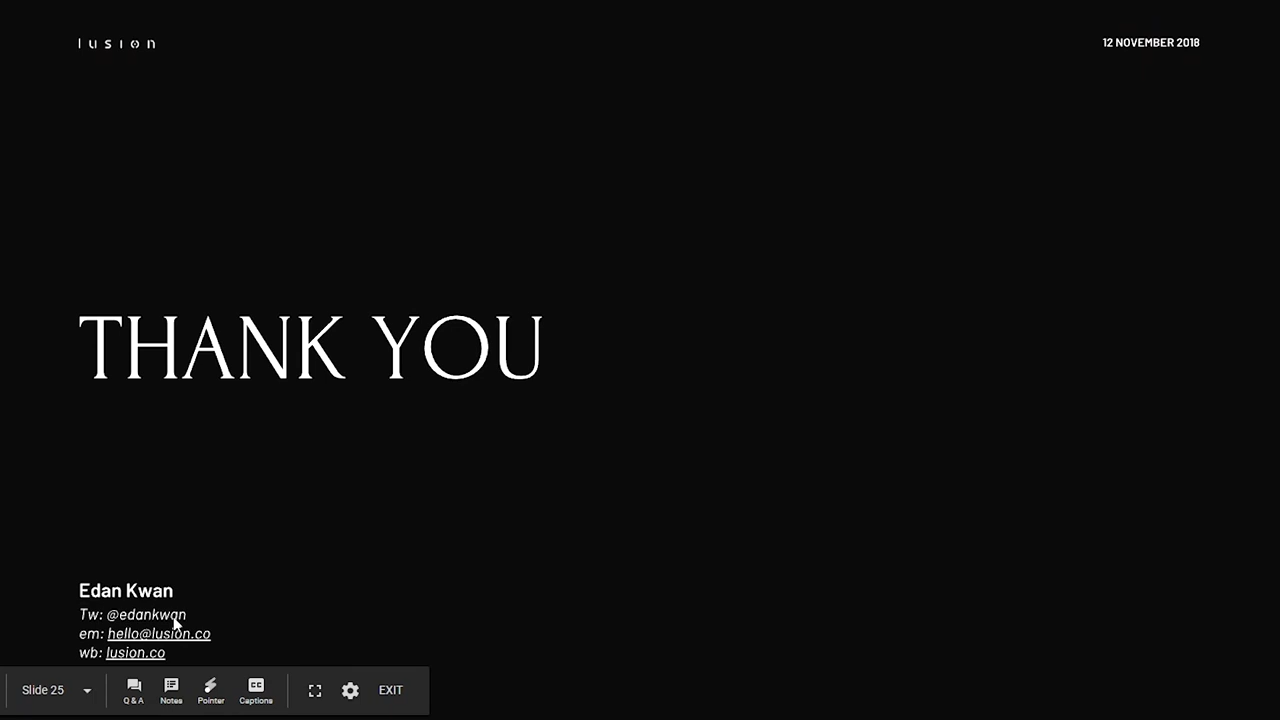 lusion
12 NOVEMBER 2018
THANK YOU
Edan Kwan
Tw: @edankwan
em: hello@lusion.co
wb: lusion.co
Slide 25
Q & A
Notes
Pointer
CC
Captions
EXIT